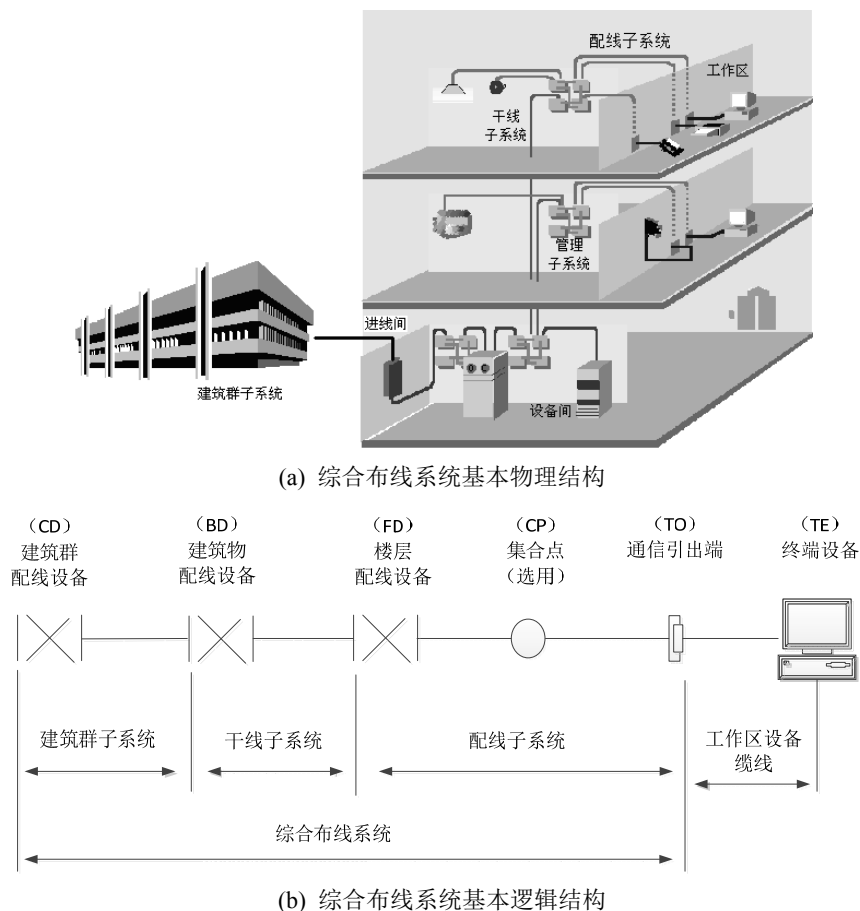 配线子系统
工作区
干线
子系统
管理
子系统
进线间
建筑群子系统
设备间
(a) 综合布线系统基本物理结构
（CD） （BD） （FD） （CP） （TO） （TE）
建筑群 建筑物 楼层 集合点 通信引出端 终端设备
配线设备 配线设备 配线设备 （选用）
建筑群子系统 干线子系统 配线子系统 工作区设备
缆线
综合布线系统
(b) 综合布线系统基本逻辑结构